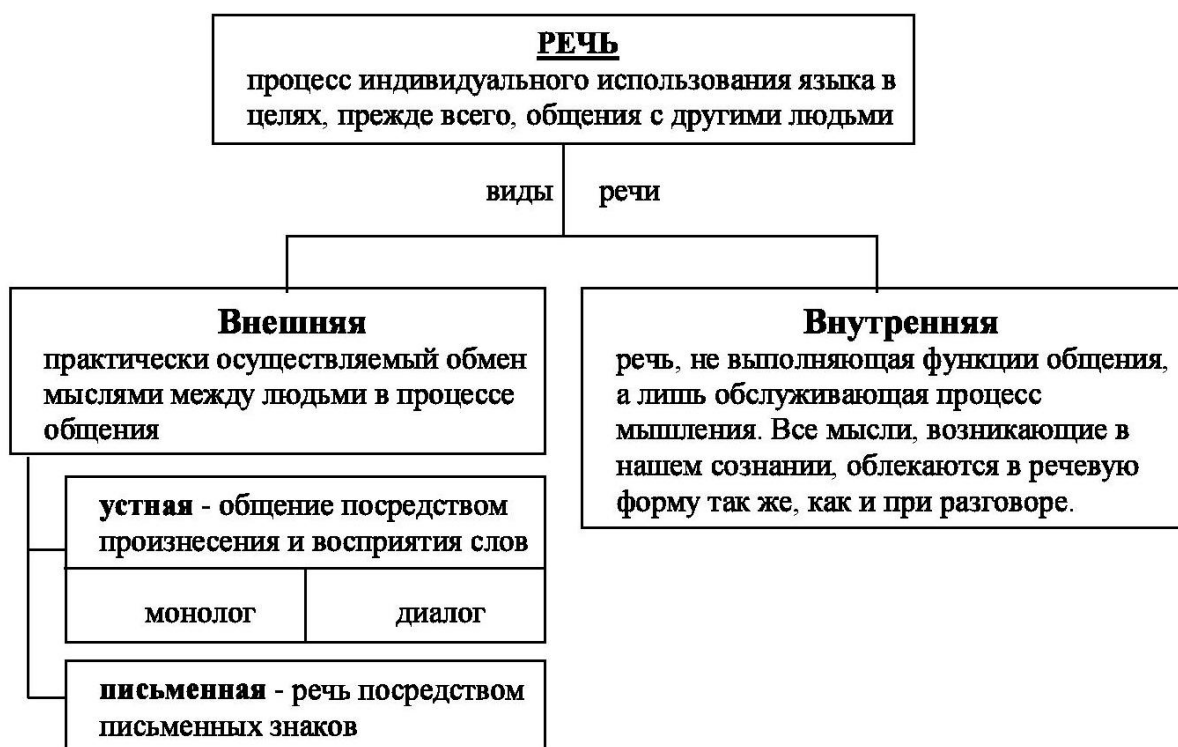 РЕЧЬ
процесс индивидуального использования языка в
целях, прежде всего, общения с другими людьми
виды речи
Внешняя
практически осуществляемый обмен
мыслями между людьми в процессе
общения
устная - общение посредством
произнесения и восприятия слов
монолог
диалог
письменная - речь посредством
письменных знаков
Внутренняя
речь, не выполняющая функции общения,
а лишь обслуживающая процесс
мышления. Все мысли, возникающие в
нашем сознании, облекаются в речевую
форму так же, как и при разговоре.